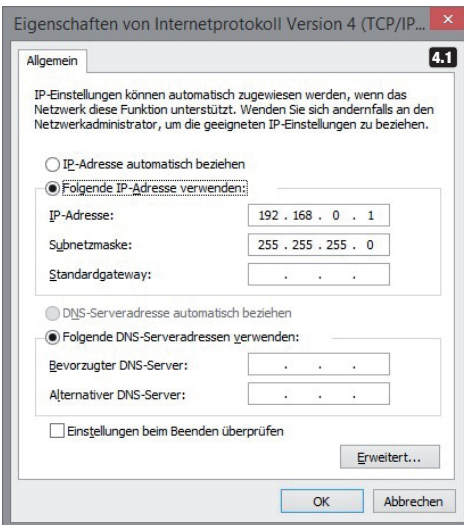 Eigenschaften von Internetprotokoll Version 4 (TCP/IP...
4.1
Allgemein
IP-Einstellungen können automatisch zugewiesen werden, wenn das
Netzwerk diese Funktion unterstützt. Wenden Sie sich andernfalls an den
Netzwerkadministrator, um die geeigneten IP-Einstellungen zu beziehen.
IP-Adresse automatisch beziehen
Folgende IP-Adresse verwenden:
IP-Adresse: 192 . 168 . 0 . 1
Subnetzmaske: 255 . 255 . 255 . 0
Standardgateway: . . .
DNS-Serveradresse automatisch beziehen
Folgende DNS-Serveradressen verwenden:
Bevorzugter DNS-Server: . . .
Alternativer DNS-Server: . . .
Einstellungen beim Beenden überprüfen
Erweitert...
OK Abbrechen